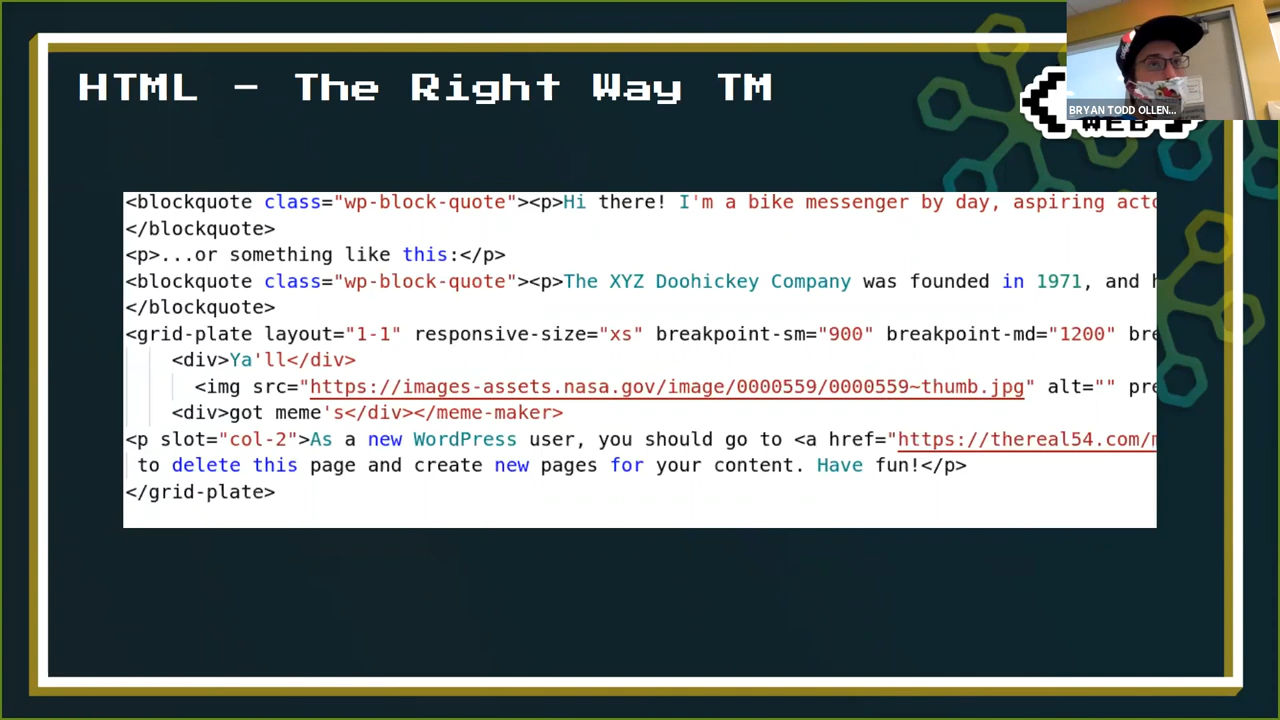 HTML - The Right Way TM
BRYAN TODD OLLEN...
WEB
<blockquote class="wp-block-quote"><p>Hi there! I'm a bike messenger by day, aspiring acto
</blockquote>
<p>...or something like this:</p>
<blockquote class="wp-block-quote"><p>The XYZ Doohickey Company was founded in 1971, and h
</blockquote>
<grid-plate layout="1-1" responsive-size="xs" breakpoint-sm="900" breakpoint-md="1200" bre
<div>Ya'll</div>
<img src="https://images-assets.nasa.gov/image/0000559/0000559~thumb.jpg" alt="" pre
<div>got meme's</div></meme-maker>
<p slot="col-2">As a new WordPress user, you should go to <a href="https://thereal54.com/m
to delete this page and create new pages for your content. Have fun!</p>
</grid-plate>